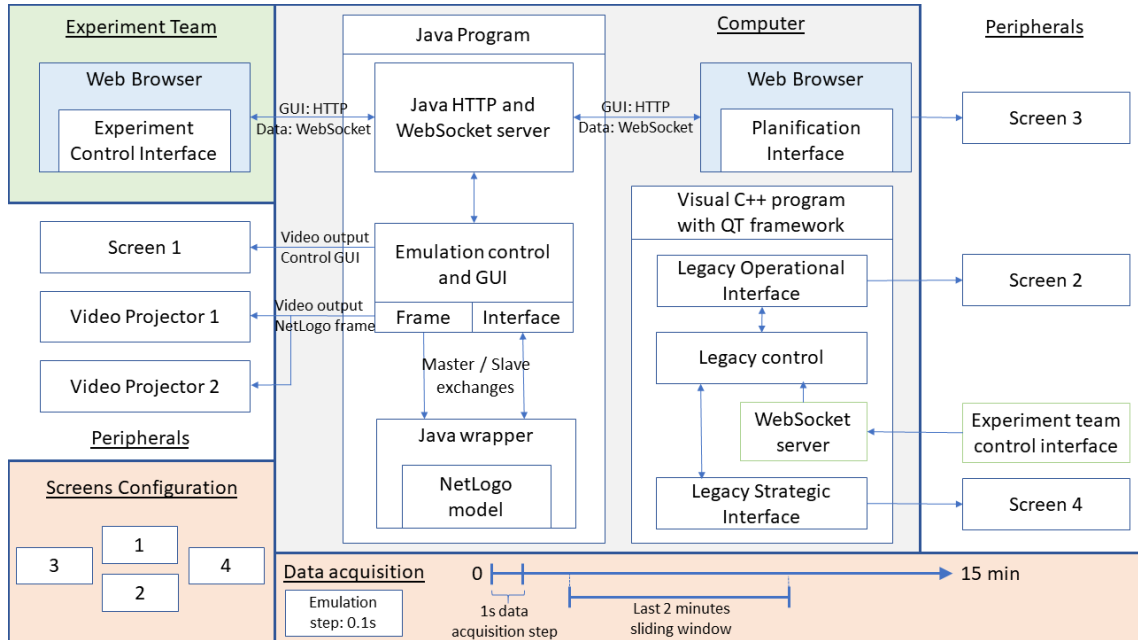 Experiment Team
Web Browser
Experiment
Control Interface
GUI: HTTP
Data: WebSocket
Java Program
Java HTTP and
WebSocket server
Computer
GUI: HTTP
Data: WebSocket
Web Browser
Planification
Interface
Peripherals
Screen 3
Visual C++ program
with QT framework
Screen 1
Video output
Control GUI
Emulation control
and GUI
Legacy Operational
Interface
Screen 2
Video Projector 1
Video output
NetLogo frame
Frame
Interface
Video Projector 2
Master / Slave
exchanges
Legacy control
Peripherals
Java wrapper
NetLogo
model
WebSocket
server
Experiment team
control interface
Legacy Strategic
Interface
Screen 4
Screens Configuration
1
3
4
2
Data acquisition
Emulation
step: 0.1s
0
15 min
1s data
acquisition step
Last 2 minutes
sliding window